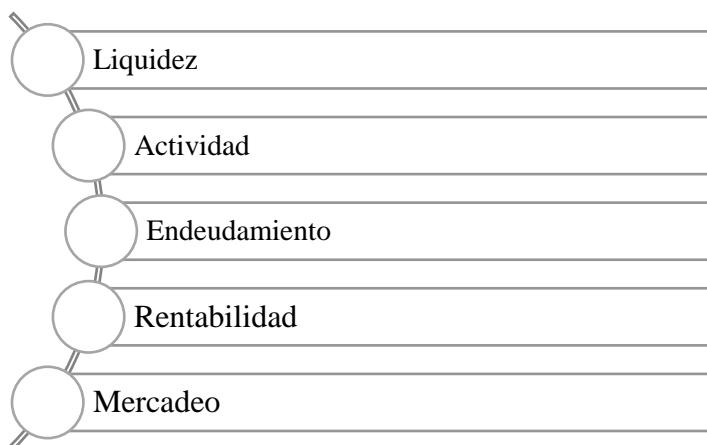 Liquidez
Actividad
Endeudamiento
Rentabilidad
Mercadeo